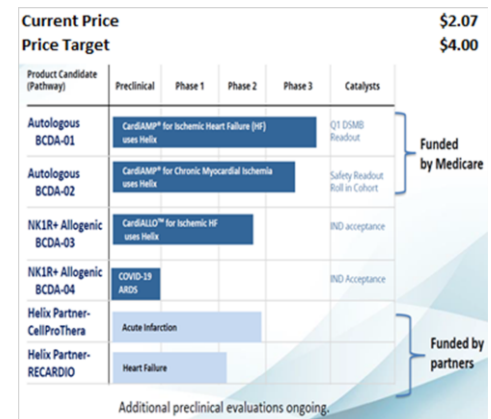 Current Price $2.07
Price Target $4.00
Product Candidate
(Pathway) Preclinical Phase 1 Phase 2 Phase 3 Catalysts
Autologous
BCDA-01
CardiAMP® for Ischemic Heart Failure (HF)
uses Helix
Q1 DSMB
Readout
Autologous
BCDA-02
CardiAMP® for Chronic Myocardial Ischemia
uses Helix
Safety Readout
Roll in Cohort
Funded
by Medicare
NK1R+ Allogenic
BCDA-03
CardiALLO™ for Ischemic HF
uses Helix
IND acceptance
NK1R+ Allogenic
BCDA-04
COVID-19
ARDS
IND Acceptance
Helix Partner-
CellProThera
Acute Infarction
Helix Partner-
RECARDIO
Heart Failure
Funded by
partners
Additional preclinical evaluations ongoing.